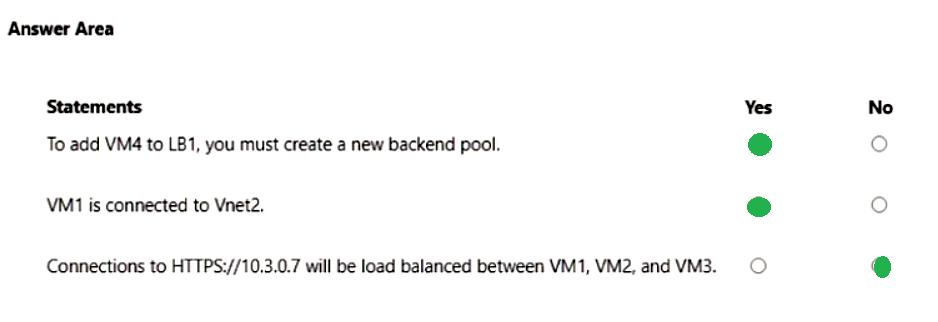 Answer Area
Statements Yes No
To add VM4 to LB1, you must create a new backend pool.
VM1 is connected to Vnet2.
Connections to HTTPS://10.3.0.7 will be load balanced between VM1, VM2, and VM3.